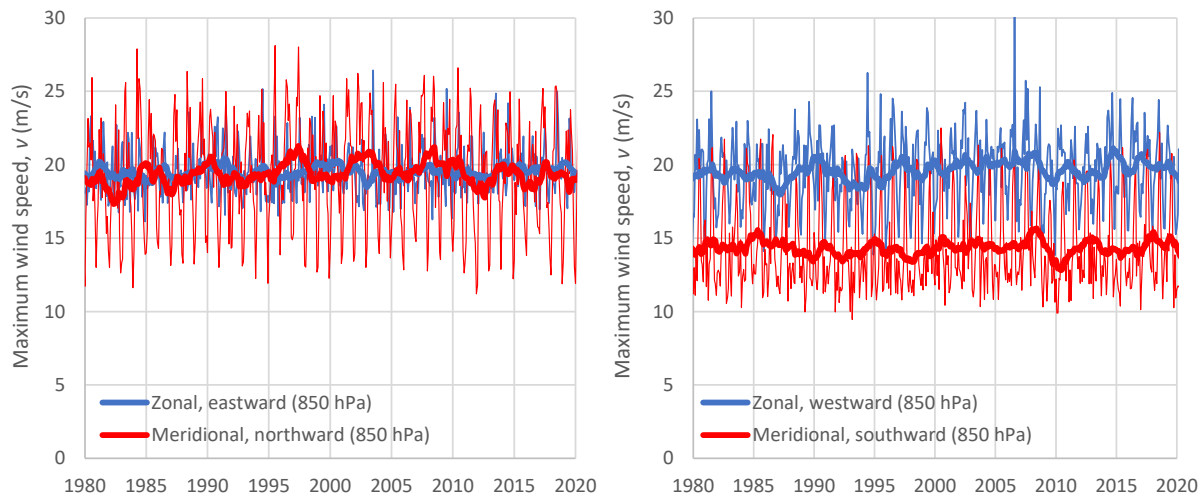 Maximum wind speed, v (m/s)
30
25
20
15
10
5
0
Zonal, eastward (850 hPa)
Meridional, northward (850 hPa)
1980 1985 1990 1995 2000 2005 2010 2015 2020
Maximum wind speed, v (m/s)
30
25
20
15
10
5
0
Zonal, westward (850 hPa)
Meridional, southward (850 hPa)
1980 1985 1990 1995 2000 2005 2010 2015 2020